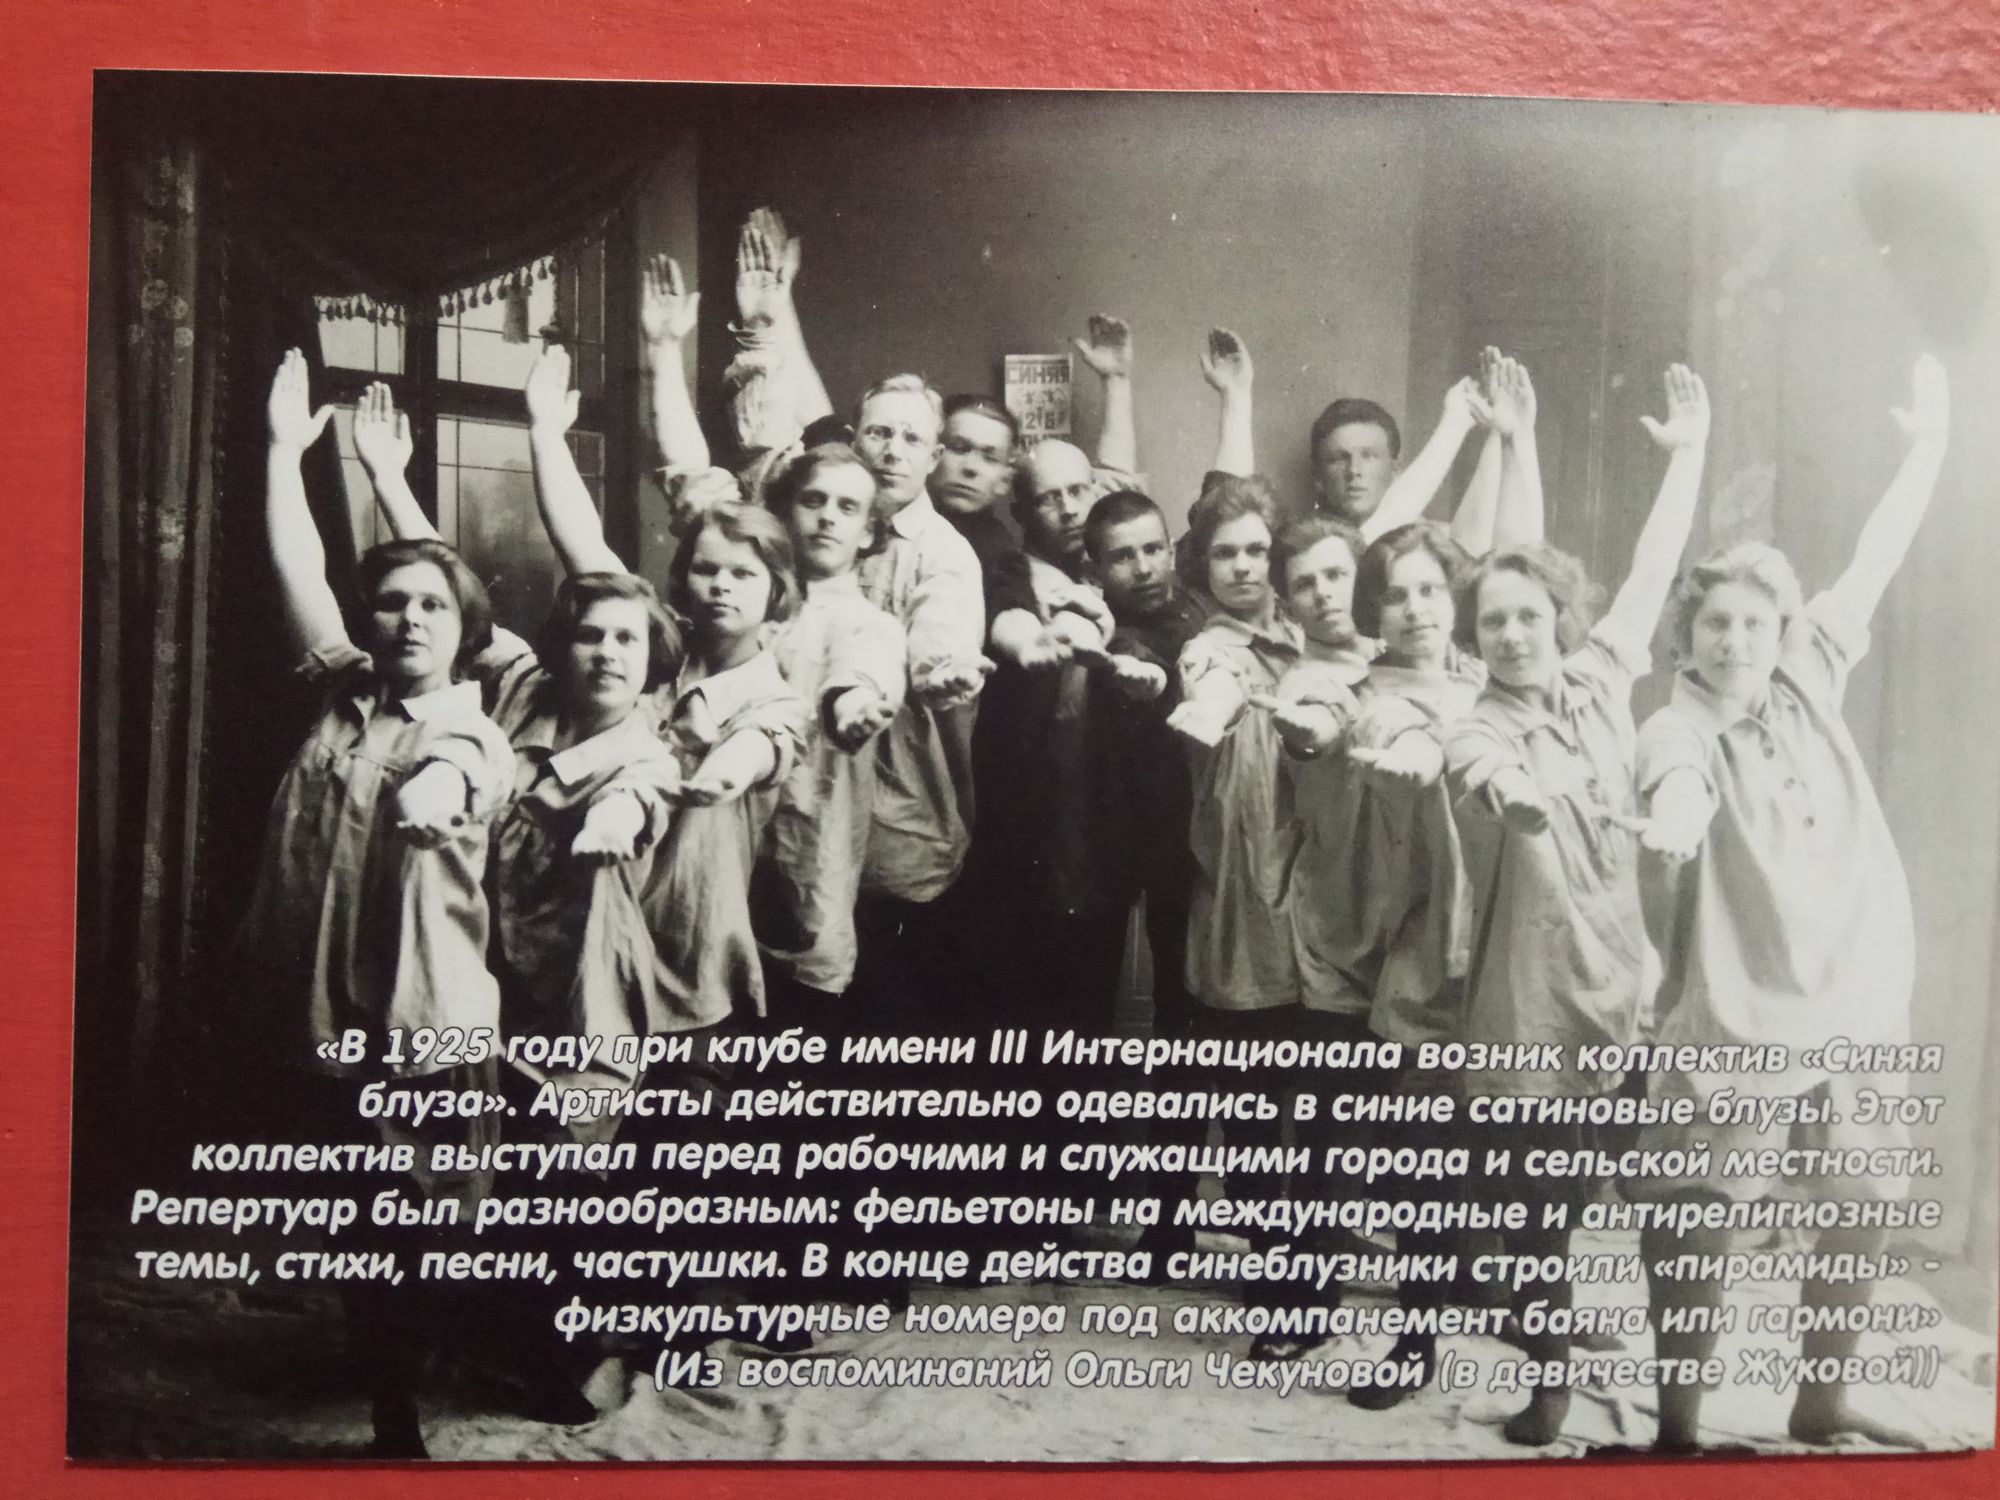 СИНЯЯ
«В 1925 году при клубе имени III Интернационала возник коллектив «Синяя
блуза». Артисты действительно одевались в синие сатиновые блузы. Этот
коллектив выступал перед рабочими и служащими города и сельской местности.
Репертуар был разнообразным: фельетоны на международные и антирелигиозные
темы, стихи, песни, частушки. В конце действа синеблузники строили «пирамиды» -
физкультурные номера под аккомпанемент баяна или гармони»
(Из воспоминаний Ольги Чекуновой (в девичестве Жуковой))